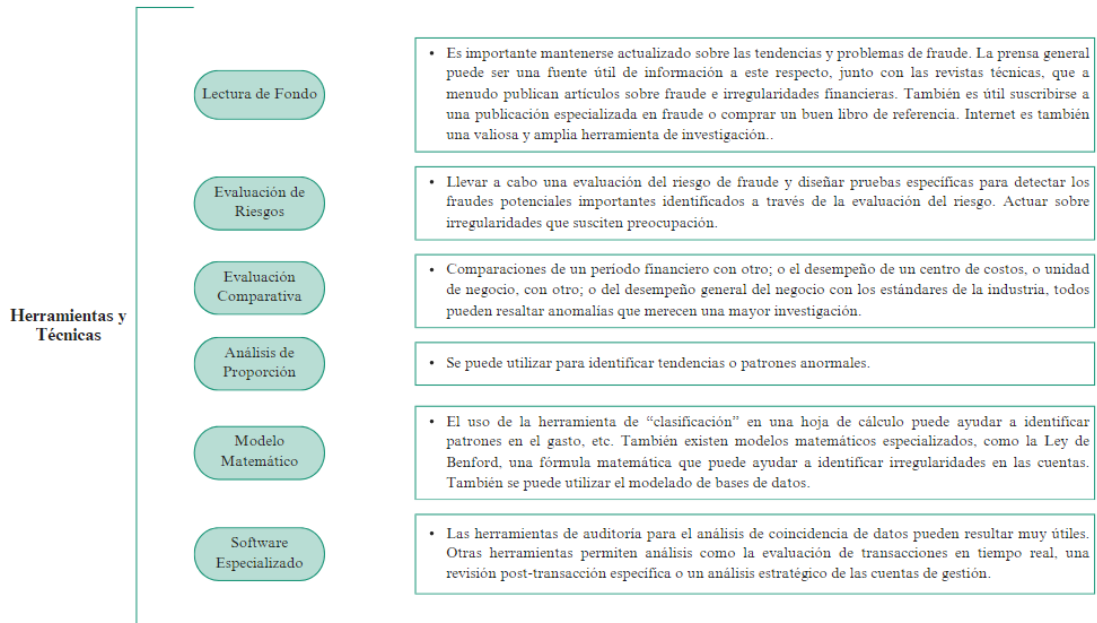 Lectura de Fondo
• Es importante mantenerse actualizado sobre las tendencias y problemas de fraude. La prensa general
puede ser una fuente útil de información a este respecto, junto con las revistas técnicas, que a
menudo publican artículos sobre fraude e irregularidades financieras. También es útil suscribirse a
una publicación especializada en fraude o comprar un buen libro de referencia. Internet es también
una valiosa y amplia herramienta de investigación..
Evaluación de
Riesgos
• Llevar a cabo una evaluación del riesgo de fraude y diseñar pruebas específicas para detectar los
fraudes potenciales importantes identificados a través de la evaluación del riesgo. Actuar sobre
irregularidades que susciten preocupación.
Evaluación
Comparativa
• Comparaciones de un período financiero con otro; o el desempeño de un centro de costos, o unidad
de negocio, con otro; o del desempeño general del negocio con los estándares de la industria, todos
pueden resaltar anomalías que merecen una mayor investigación.
Herramientas y
Técnicas
Análisis de
Proporción
• Se puede utilizar para identificar tendencias o patrones anormales.
Modelo
Matemático
• El uso de la herramienta de “clasificación” en una hoja de cálculo puede ayudar a identificar
patrones en el gasto, etc. También existen modelos matemáticos especializados, como la Ley de
Benford, una fórmula matemática que puede ayudar a identificar irregularidades en las cuentas.
También se puede utilizar el modelado de bases de datos.
Software
Especializado
• Las herramientas de auditoría para el análisis de coincidencia de datos pueden resultar muy útiles.
Otras herramientas permiten análisis como la evaluación de transacciones en tiempo real, una
revisión post-transacción específica o un análisis estratégico de las cuentas de gestión.